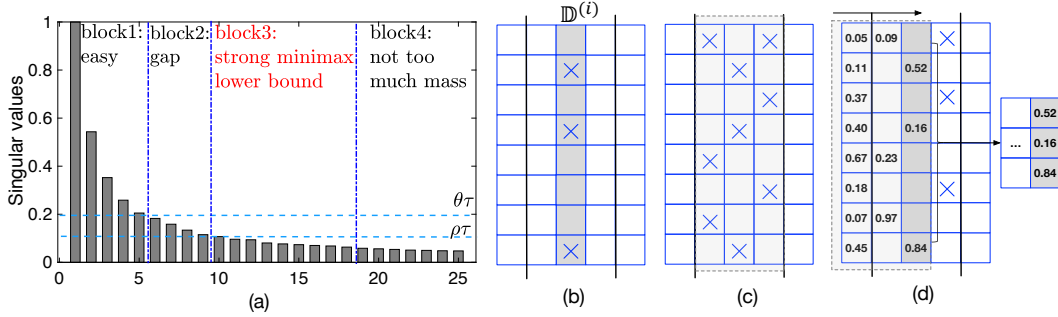 block1:
easy
block2:
gap
block3:
strong minimax
lower bound
block4:
not too
much mass
Singular values
1
0.8
0.6
0.4
0.2
0
θτ
ρτ
0 5 10 15 20 25
(a)
𝔻^(i)
(b)
(c)
0.05 0.09
0.11 0.52
0.37
0.40 0.16
0.67 0.23
0.18
0.07 0.97
0.45 0.84
0.52
... 0.16
0.84
(d)